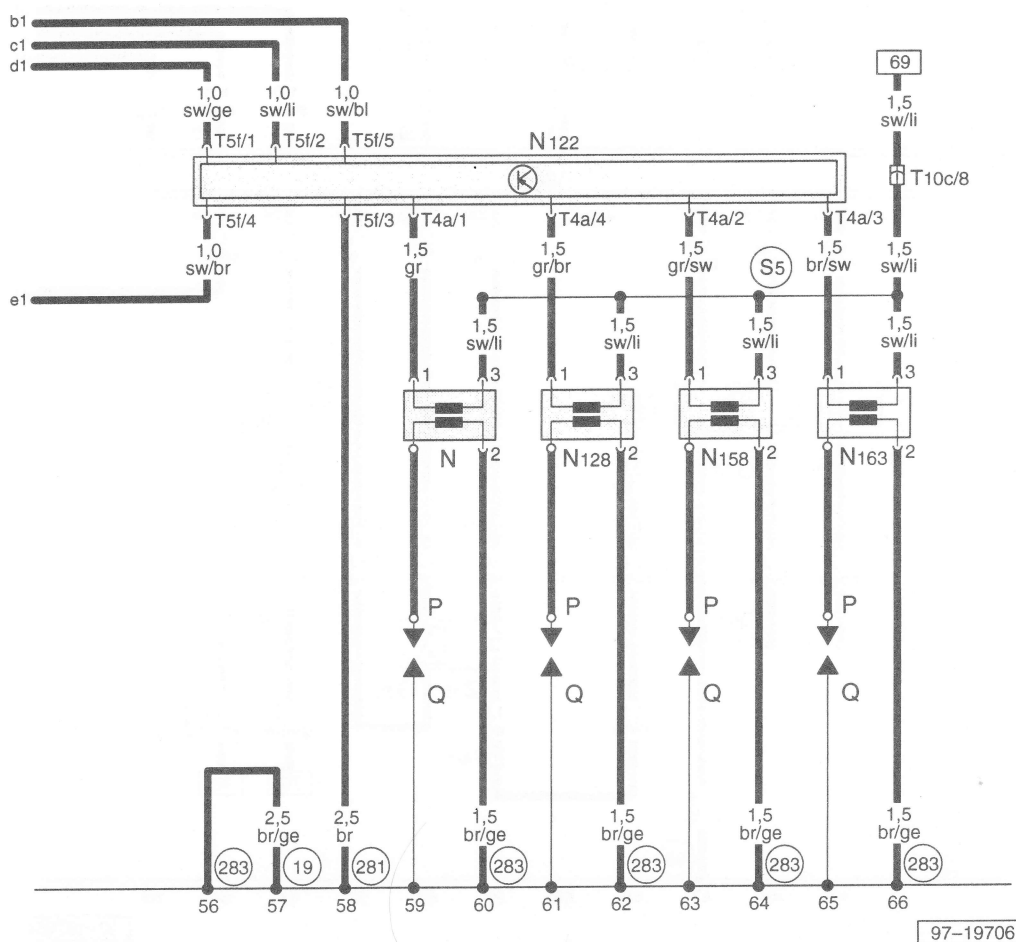 b1
c1
d1
69
1,0 1,0 1,0 1,5
sw/ge sw/li sw/bl sw/li
T5f/1 T5f/2 T5f/5 N122
T10c/8
T5f/4 T5f/3 T4a/1 T4a/4 T4a/2 T4a/3
1,0 1,5 1,5 1,5 1,5 1,5
sw/br gr gr/br gr/sw S5 br/sw sw/li
e1
1,5 1,5 1,5 1,5
sw/li sw/li sw/li sw/li
1 3 1 3 1 3 1 3
N 2 N128 2 N158 2 N163 2
P P P P
Q Q Q Q
2,5 2,5 1,5 1,5 1,5 1,5
br/ge br br/ge br/ge br/ge br/ge
283 19 281 283 283 283 283
56 57 58 59 60 61 62 63 64 65 66
97–19706